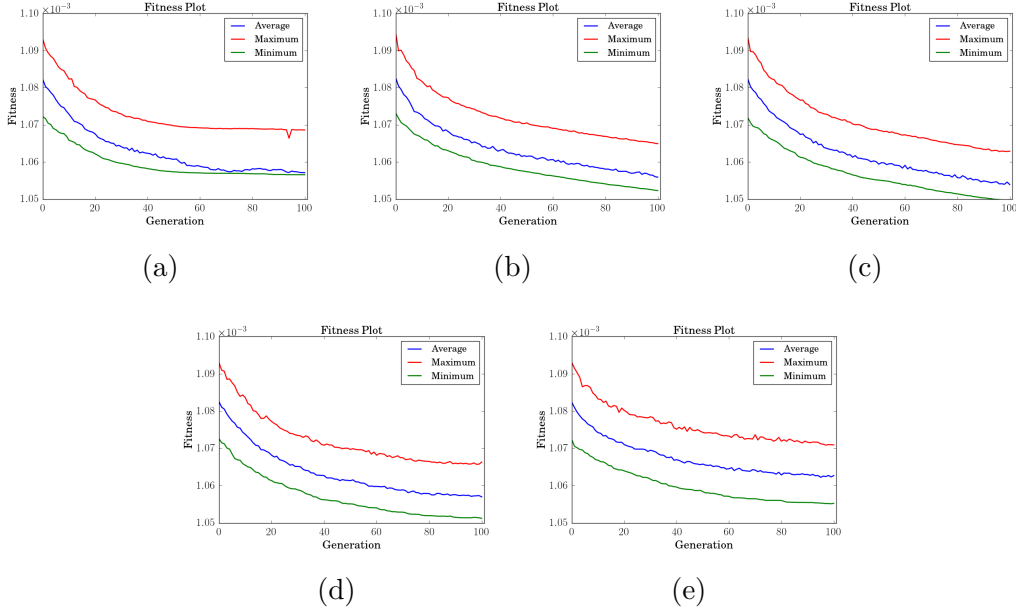 Fitness Plot
1.10 ×10⁻³
Average
Maximum
Minimum
1.09
1.08
1.07
1.06
1.05
Fitness
0 20 40 60 80 100
Generation
(a)
Fitness Plot
1.10 ×10⁻³
Average
Maximum
Minimum
1.09
1.08
1.07
1.06
1.05
Fitness
0 20 40 60 80 100
Generation
(b)
Fitness Plot
1.10 ×10⁻³
Average
Maximum
Minimum
1.09
1.08
1.07
1.06
1.05
Fitness
0 20 40 60 80 100
Generation
(c)
Fitness Plot
1.10 ×10⁻³
Average
Maximum
Minimum
1.09
1.08
1.07
1.06
1.05
Fitness
0 20 40 60 80 100
Generation
(d)
Fitness Plot
1.10 ×10⁻³
Average
Maximum
Minimum
1.09
1.08
1.07
1.06
1.05
Fitness
0 20 40 60 80 100
Generation
(e)